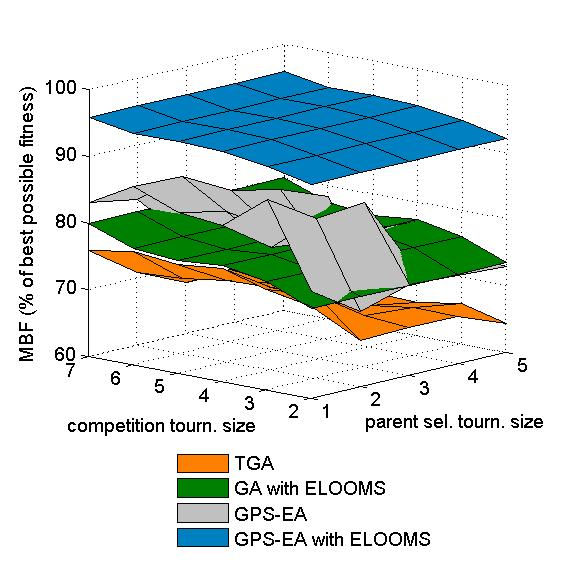 MBF (% of best possible fitness)
100
90
80
70
60
7
6
5
4
3
2
competition tourn. size
1
2
3
4
5
parent sel. tourn. size
TGA
GA with ELOOMS
GPS-EA
GPS-EA with ELOOMS